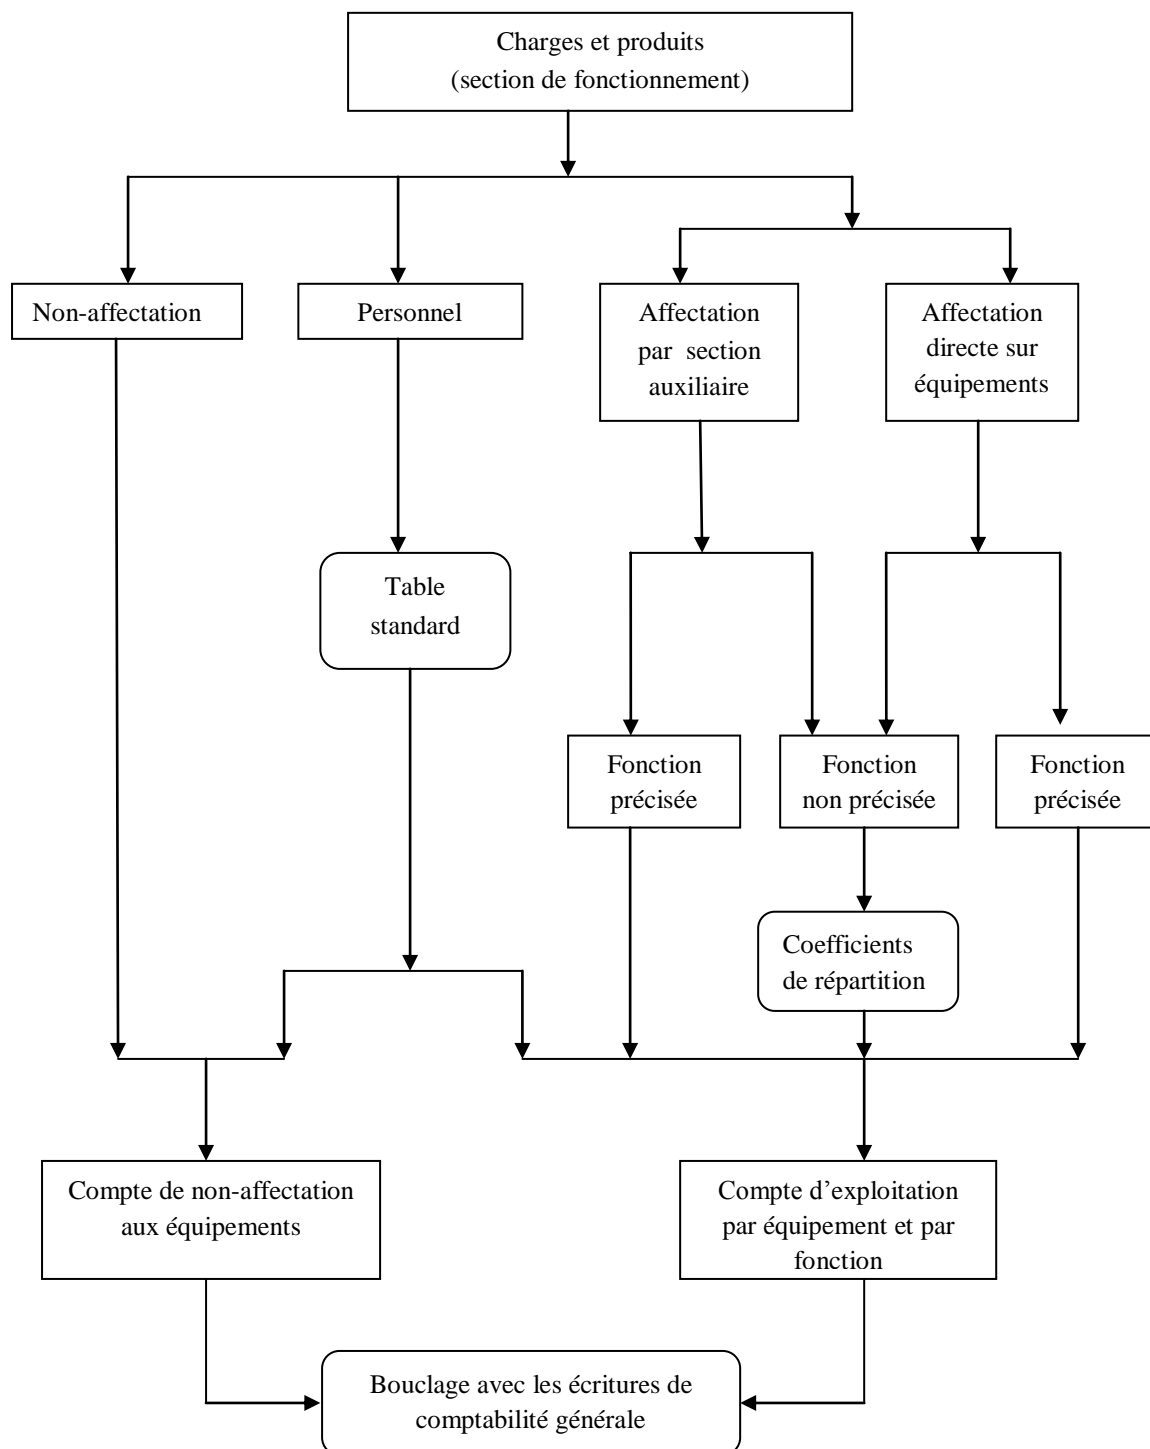 Charges et produits
(section de fonctionnement)
Non-affectation
Personnel
Affectation
par section
auxiliaire
Affectation
directe sur
équipements
Table
standard
Fonction
précisée
Fonction
non précisée
Fonction
précisée
Coefficients
de répartition
Compte de non-affectation
aux équipements
Compte d’exploitation
par équipement et par
fonction
Bouclage avec les écritures de
comptabilité générale